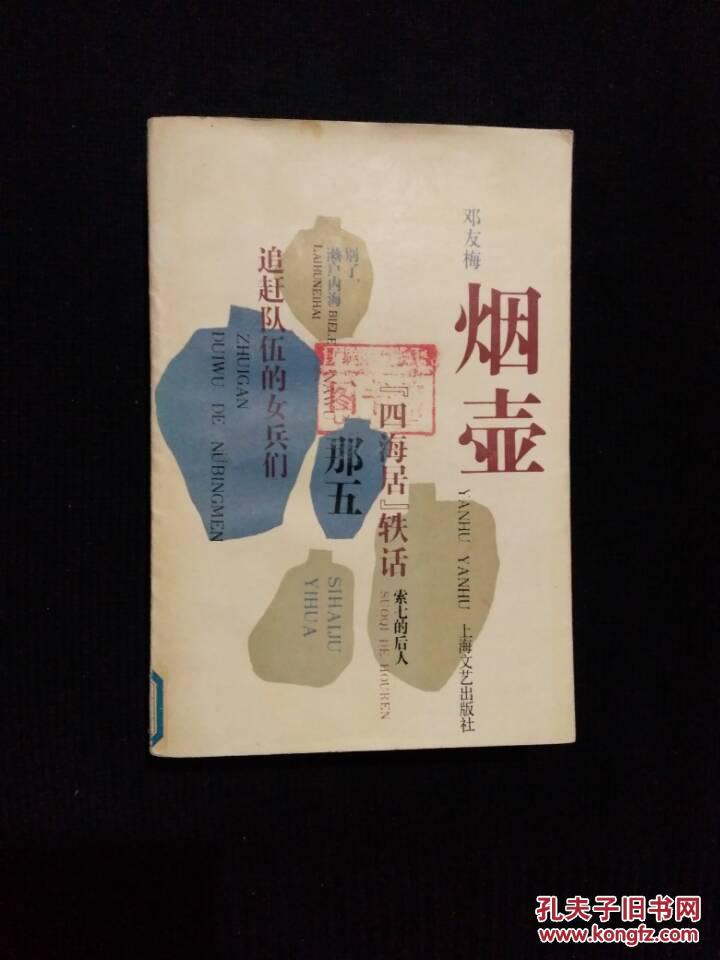 邓友梅
烟壶
YANHU YANHU
上海文艺出版社
『四海居』轶话
索七的后人
SUOQI DE HOUREN
别了,
濑户内海
BIELE
LAIHUNEIHAI
那五
SIHAIJU
YIHUA
追赶队伍的女兵们
ZHUIGAN
DUIWU DE NÜBINGMEN
孔夫子旧书网
www.kongfz.com